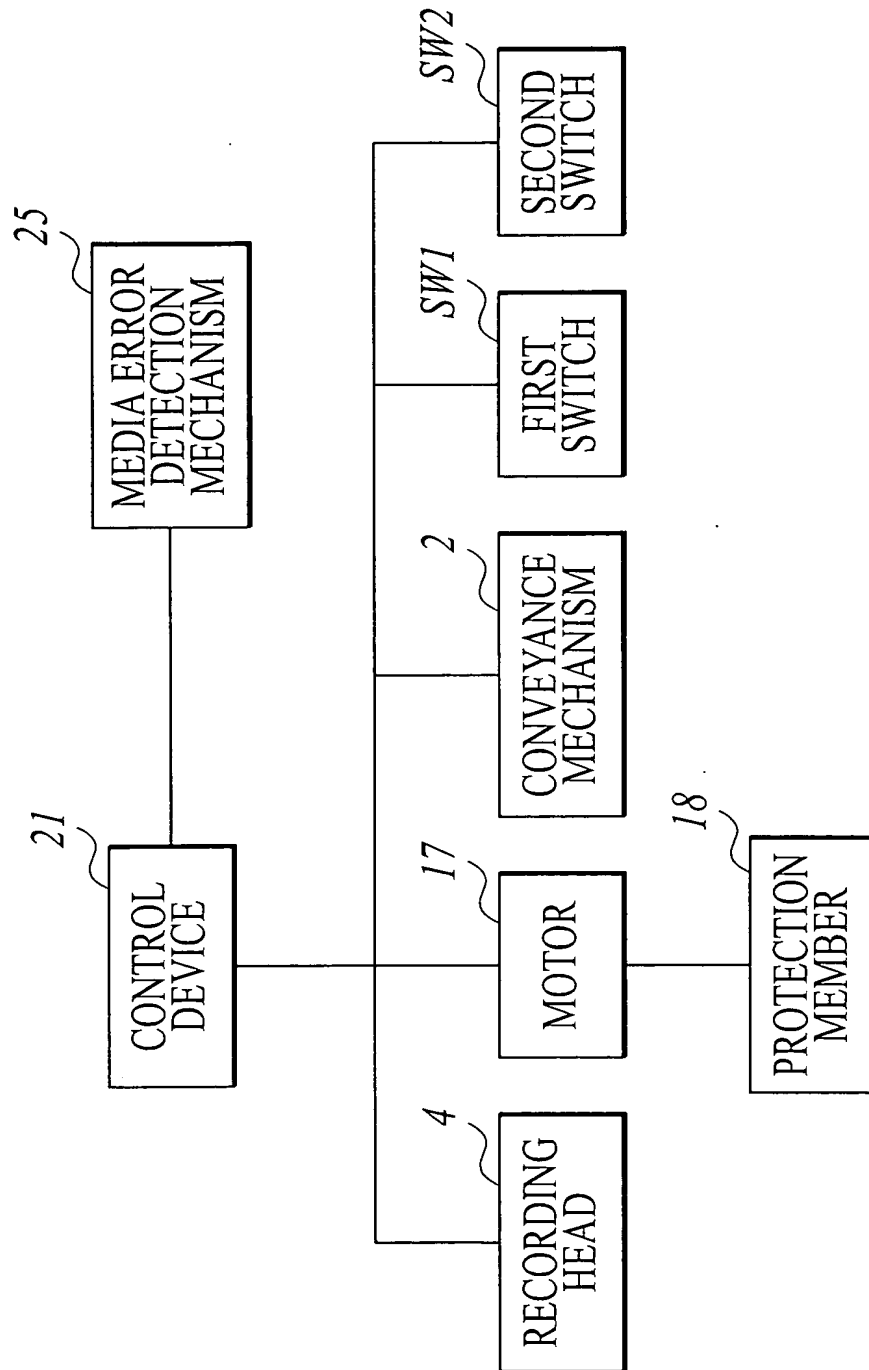 21
CONTROL
DEVICE
25
MEDIA ERROR
DETECTION
MECHANISM
4
RECORDING
HEAD
17
MOTOR
2
CONVEYANCE
MECHANISM
SW1
FIRST
SWITCH
SW2
SECOND
SWITCH
18
PROTECTION
MEMBER